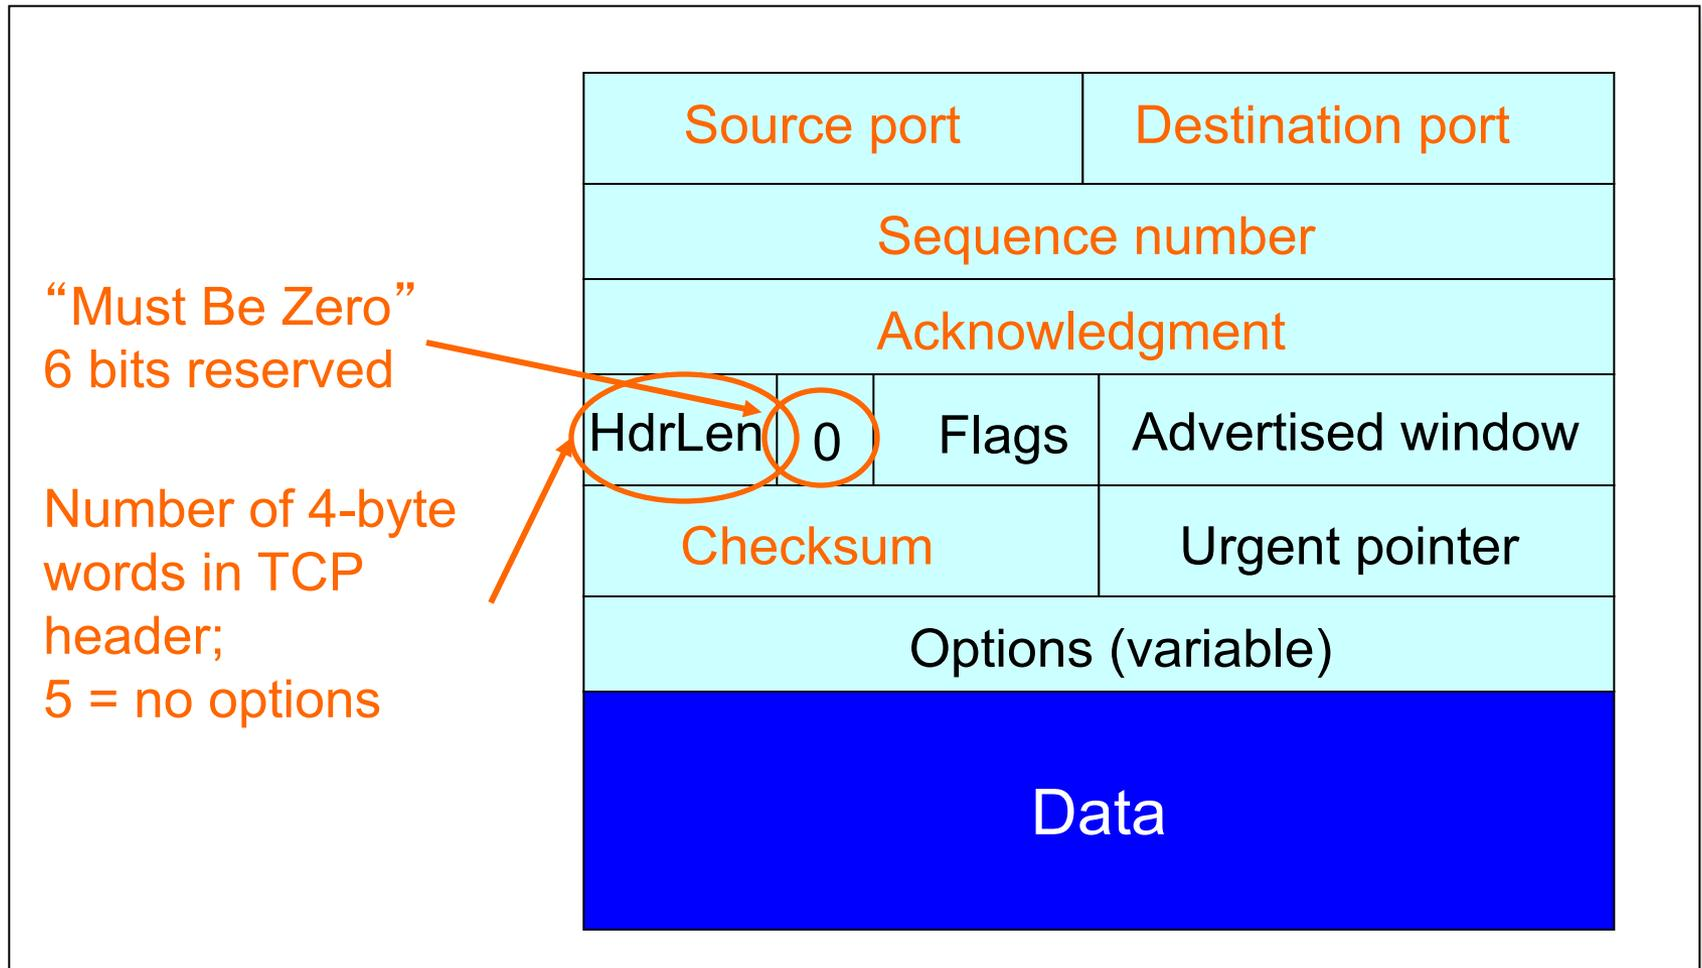 Source port
Destination port
Sequence number
“Must Be Zero”
6 bits reserved
Acknowledgment
HdrLen
0
Flags
Advertised window
Number of 4-byte
words in TCP
header;
5 = no options
Checksum
Urgent pointer
Options (variable)
Data